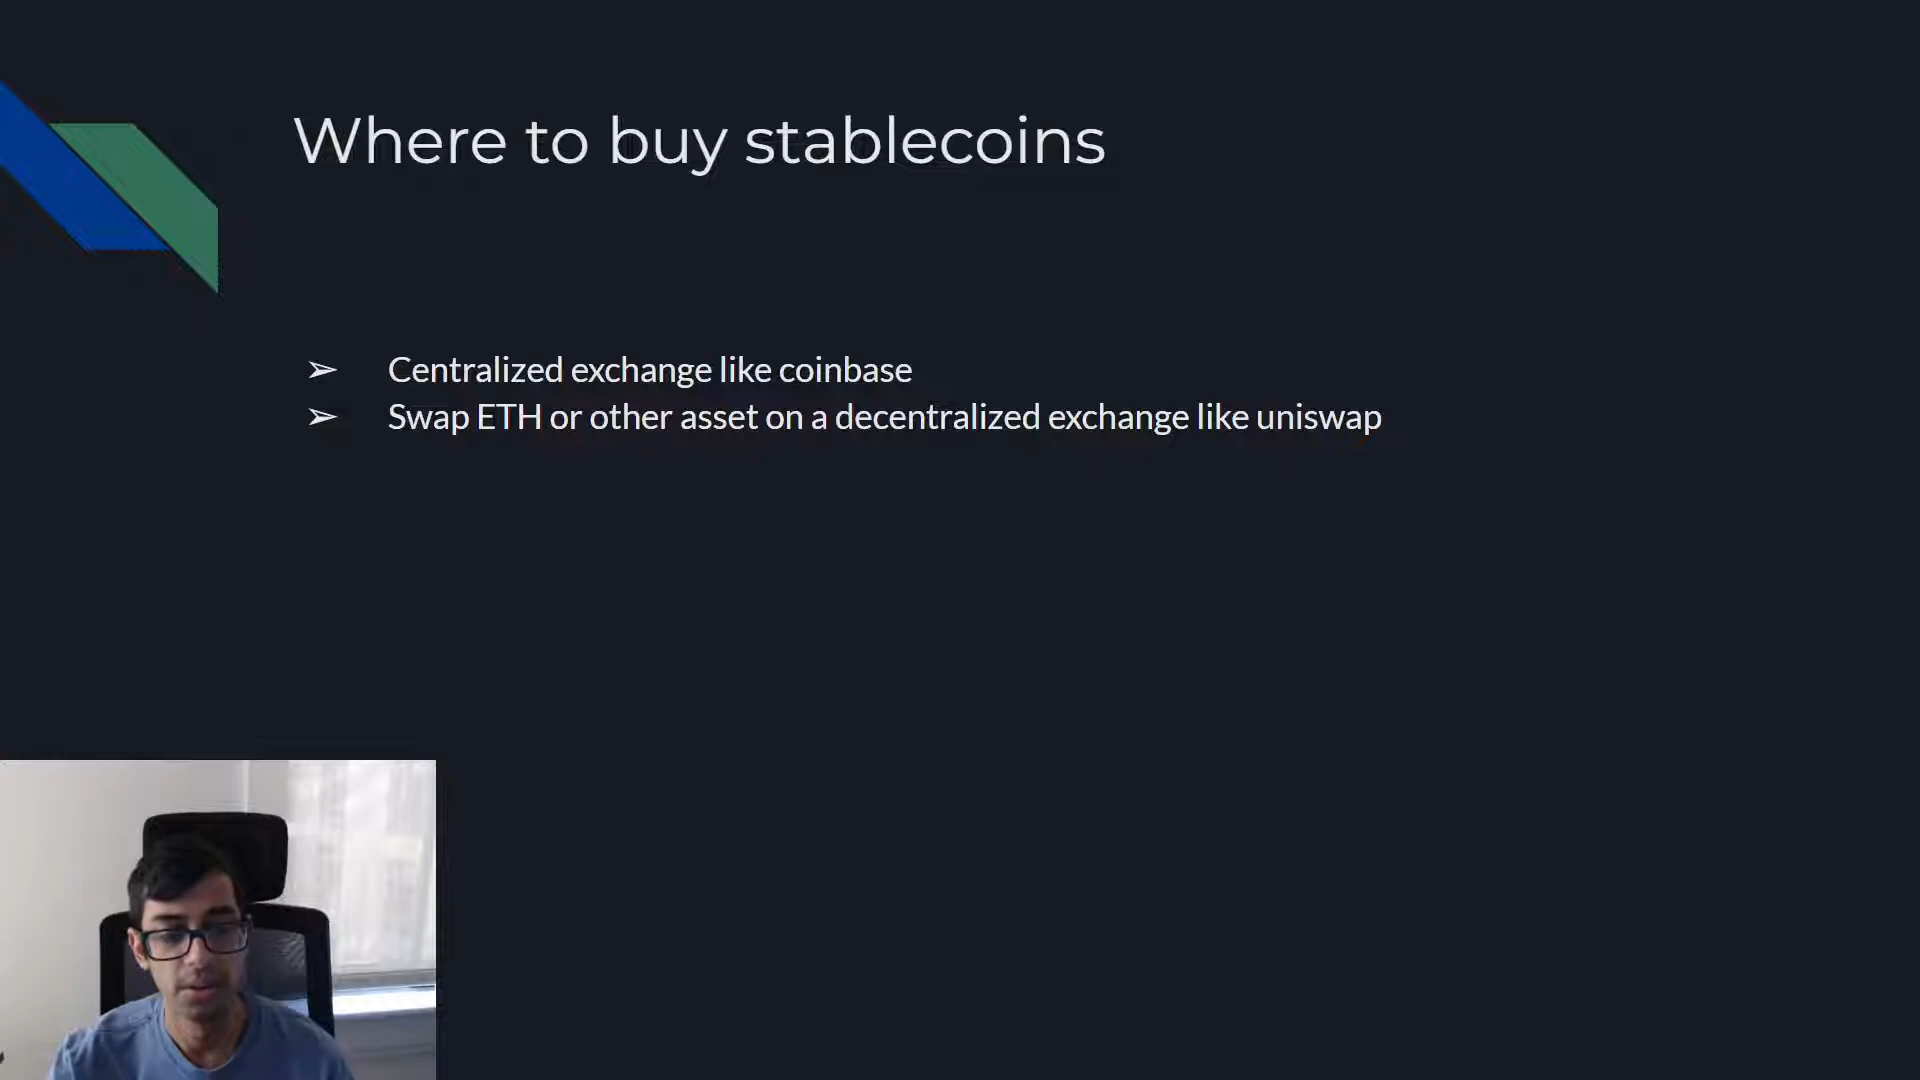 Where to buy stablecoins
➢ Centralized exchange like coinbase
➢ Swap ETH or other asset on a decentralized exchange like uniswap